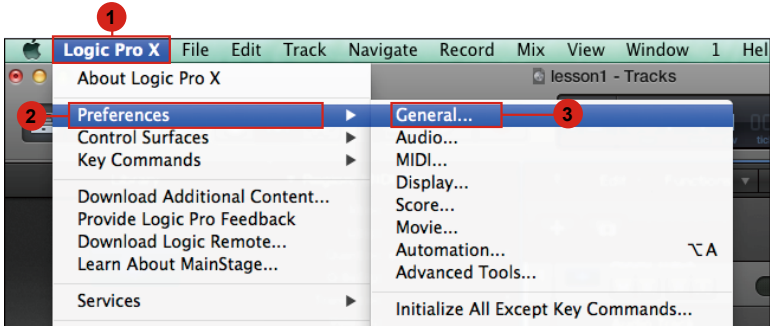 1
Logic Pro X File Edit Track Navigate Record Mix View Window 1 Hel
About Logic Pro X
lesson1 - Tracks
2 Preferences
General... 3
Control Surfaces
Audio...
Key Commands
MIDI...
Display...
Download Additional Content...
Score...
Provide Logic Pro Feedback
Movie...
Download Logic Remote...
Automation... ⌥A
Learn About MainStage...
Advanced Tools...
Services
Initialize All Except Key Commands...